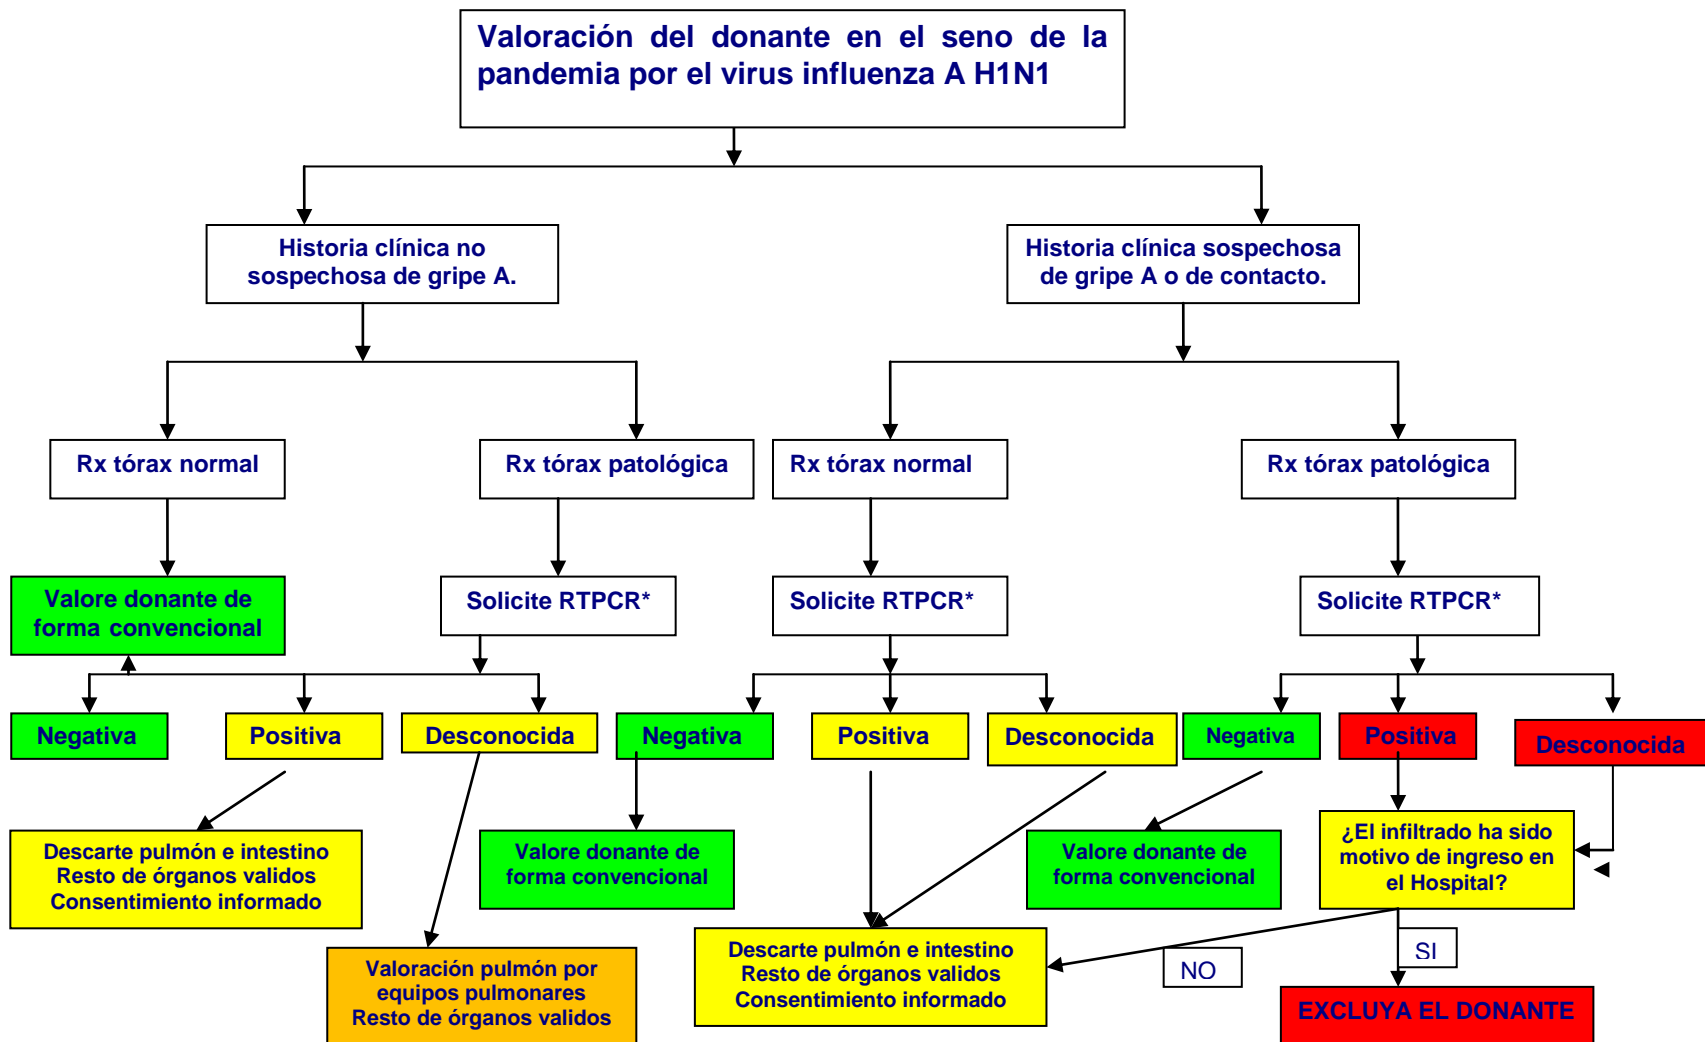 Valoración del donante en el seno de la
pandemia por el virus influenza A H1N1
Historia clínica no
sospechosa de gripe A.
Historia clínica sospechosa
de gripe A o de contacto.
Rx tórax normal
Rx tórax patológica
Rx tórax normal
Rx tórax patológica
Valore donante de
forma convencional
Solicite RTPCR*
Solicite RTPCR*
Solicite RTPCR*
Negativa
Positiva
Desconocida
Negativa
Positiva
Desconocida
Negativa
Positiva
Desconocida
Descarte pulmón e intestino
Resto de órganos validos
Consentimiento informado
Valore donante de
forma convencional
Valore donante de
forma convencional
¿El infiltrado ha sido
motivo de ingreso en
el Hospital?
Valoración pulmón por
equipos pulmonares
Resto de órganos validos
Descarte pulmón e intestino
Resto de órganos validos
Consentimiento informado
NO
SI
EXCLUYA EL DONANTE